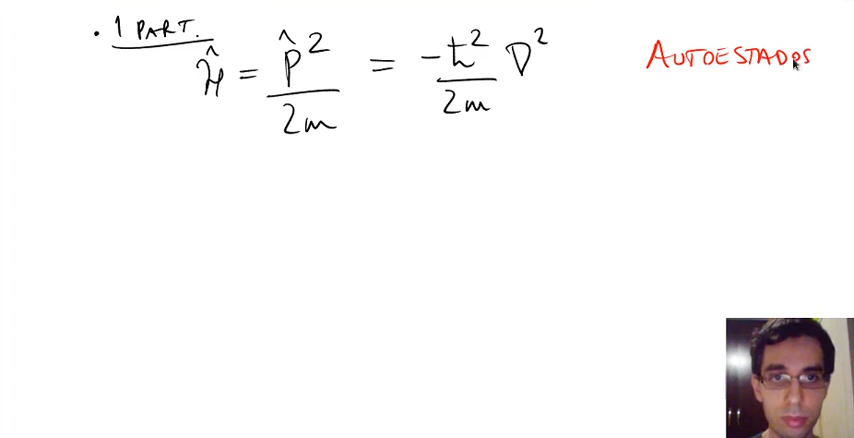 · 1 PART.
Ĥ = p̂²/2m = -ħ²/2m ∇²
AUTOESTADOS